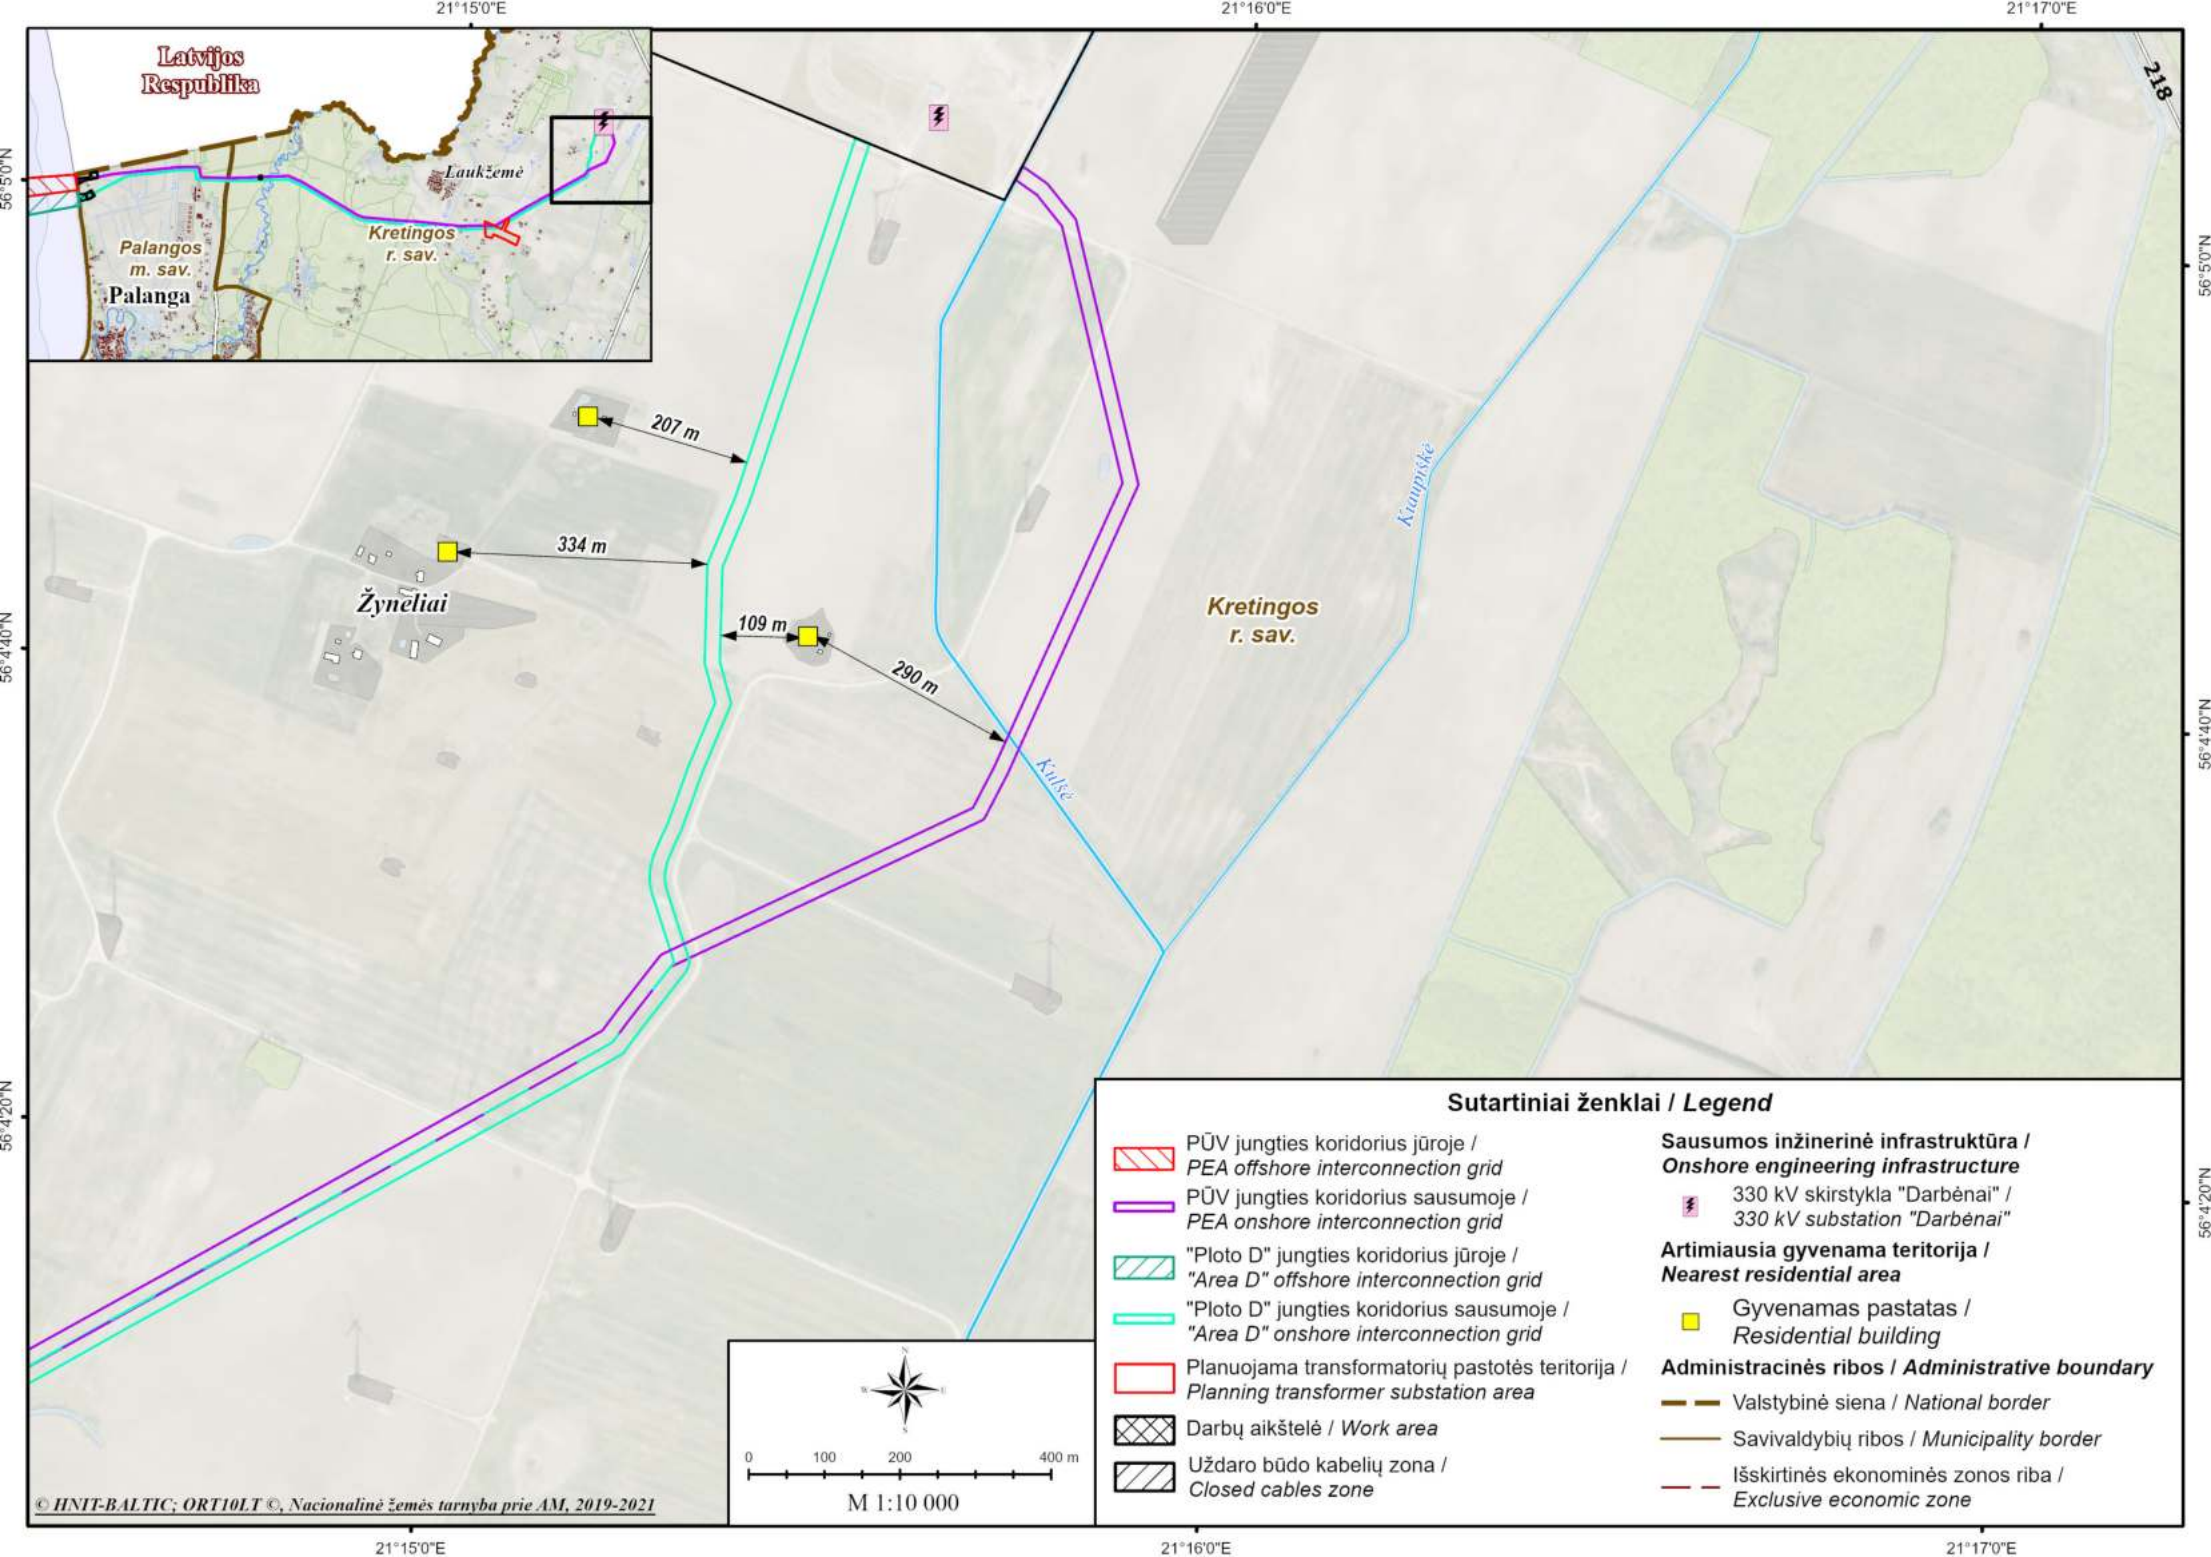 21°15'0"E
21°16'0"E
21°17'0"E
Latvijos
Respublika
Laukžemė
Kretingos
r. sav.
Palangos
m. sav.
Palanga
56°5'0"N
56°5'0"N
218
207 m
334 m
Žyneliai
109 m
290 m
Kretingos
r. sav.
Kulšė
56°4'40"N
56°4'40"N
56°4'20"N
56°4'20"N
Sutartiniai ženklai / Legend
PŪV jungties koridorius jūroje /
PEA offshore interconnection grid
PŪV jungties koridorius sausumoje /
PEA onshore interconnection grid
"Ploto D" jungties koridorius jūroje /
"Area D" offshore interconnection grid
"Ploto D" jungties koridorius sausumoje /
"Area D" onshore interconnection grid
Planuojama transformatorių pastotės teritorija /
Planning transformer substation area
Darbų aikštelė / Work area
Uždaro būdo kabelių zona /
Closed cables zone
Sausumos inžinerinė infrastruktūra /
Onshore engineering infrastructure
330 kV skirstykla "Darbėnai" /
330 kV substation "Darbėnai"
Artimiausia gyvenama teritorija /
Nearest residential area
Gyvenamas pastatas /
Residential building
Administracinės ribos / Administrative boundary
Valstybinė siena / National border
Savivaldybių ribos / Municipality border
Išskirtinės ekonominės zonos riba /
Exclusive economic zone
N
W
E
S
0 100 200 400 m
M 1:10 000
© HNIT-BALTIC; ORT10LT ©, Nacionalinė žemės tarnyba prie AM, 2019-2021
21°15'0"E
21°16'0"E
21°17'0"E